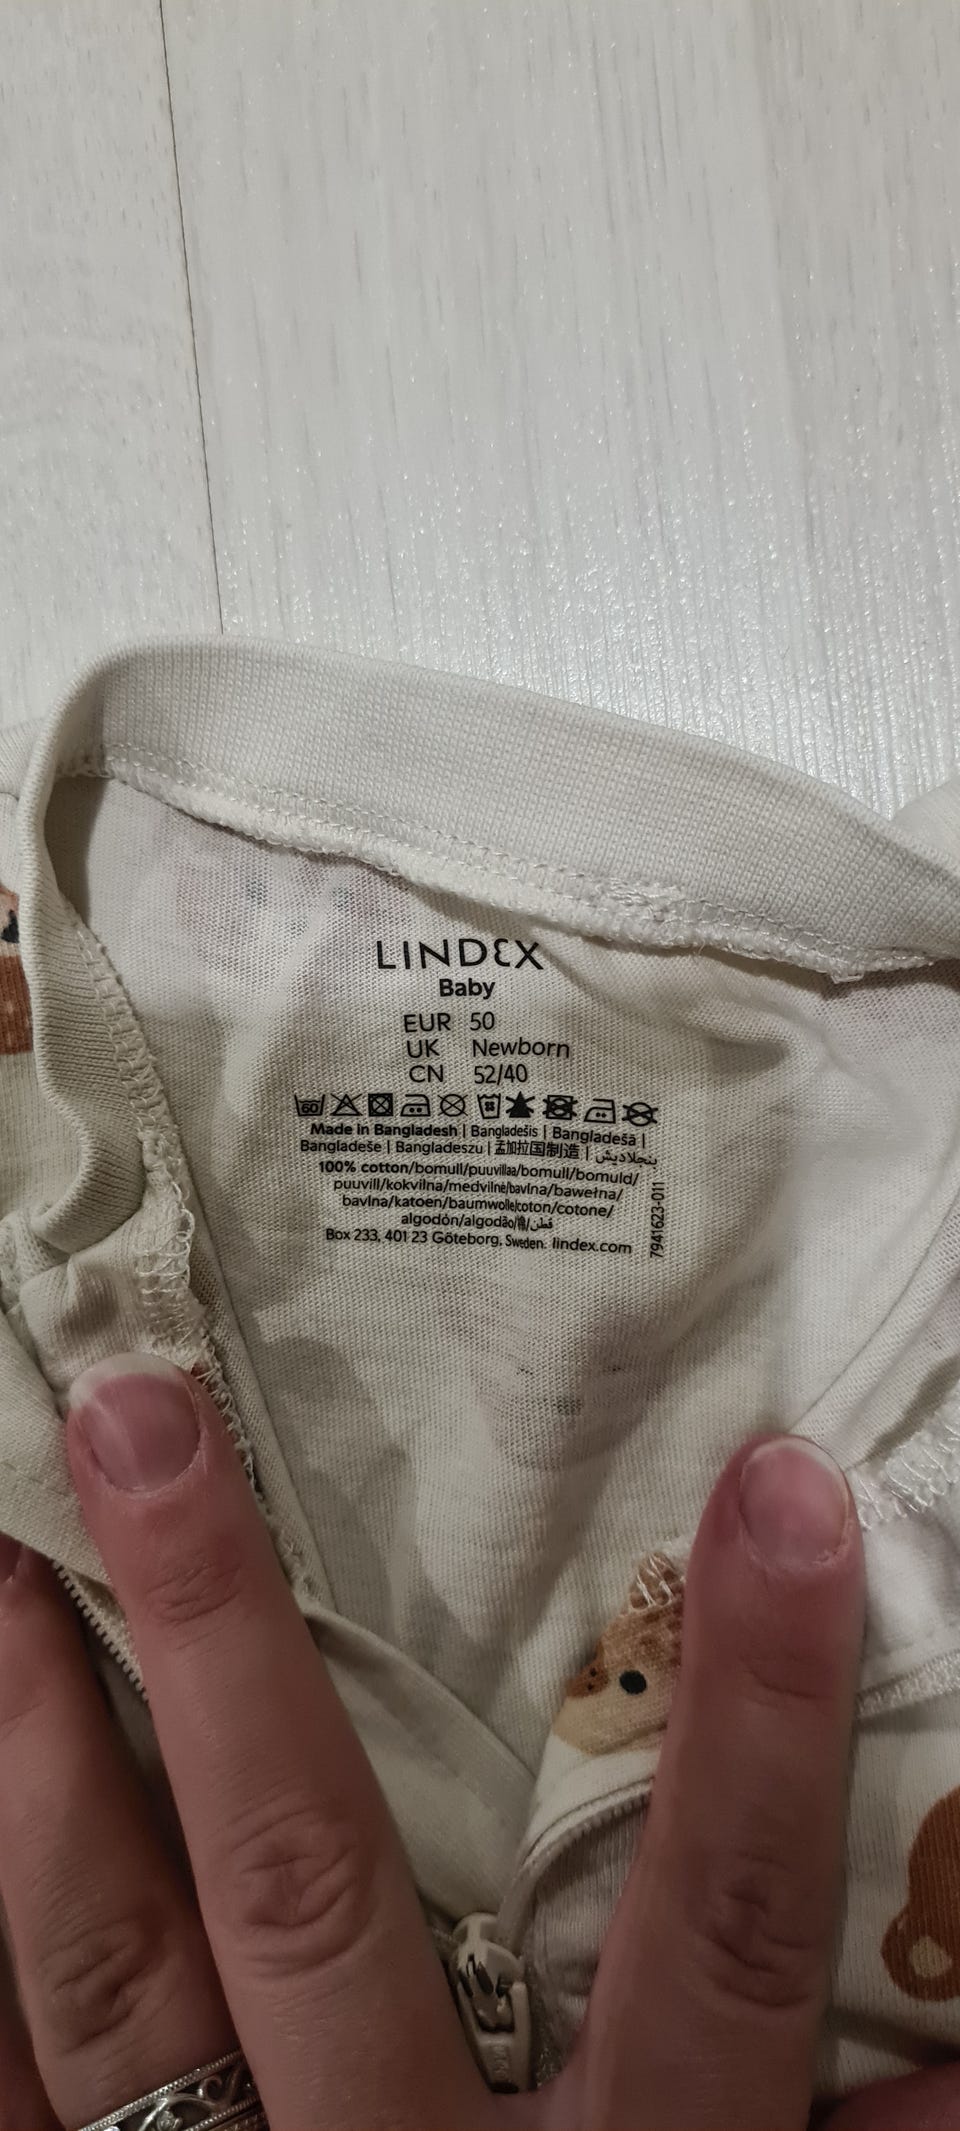 LINDEX
Baby
EUR 50
UK Newborn
CN 52/40
60
Made in Bangladesh | Bangladešis | Bangladešā |
Bangladeše | Bangladeszu | 孟加拉国制造 | بنجلاديش
100% cotton/bomull/puuvillaa/bomull/bomuld/
puuvill/kokvilna/medvilnė/bavlna/bawełna/
bavlna/katoen/baumwolle/coton/cotone/
algodón/algodão/棉/قطن
Box 233, 401 23 Göteborg, Sweden. lindex.com
7941623-011